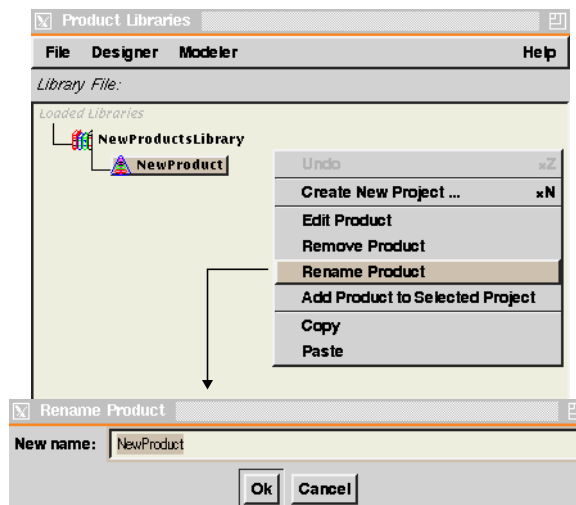 Product Libraries
File Designer Modeler Help
Library File:
Loaded Libraries
NewProductsLibrary
NewProduct
Undo xZ
Create New Project ... xN
Edit Product
Remove Product
Rename Product
Add Product to Selected Project
Copy
Paste
Rename Product
New name: NewProduct
Ok Cancel